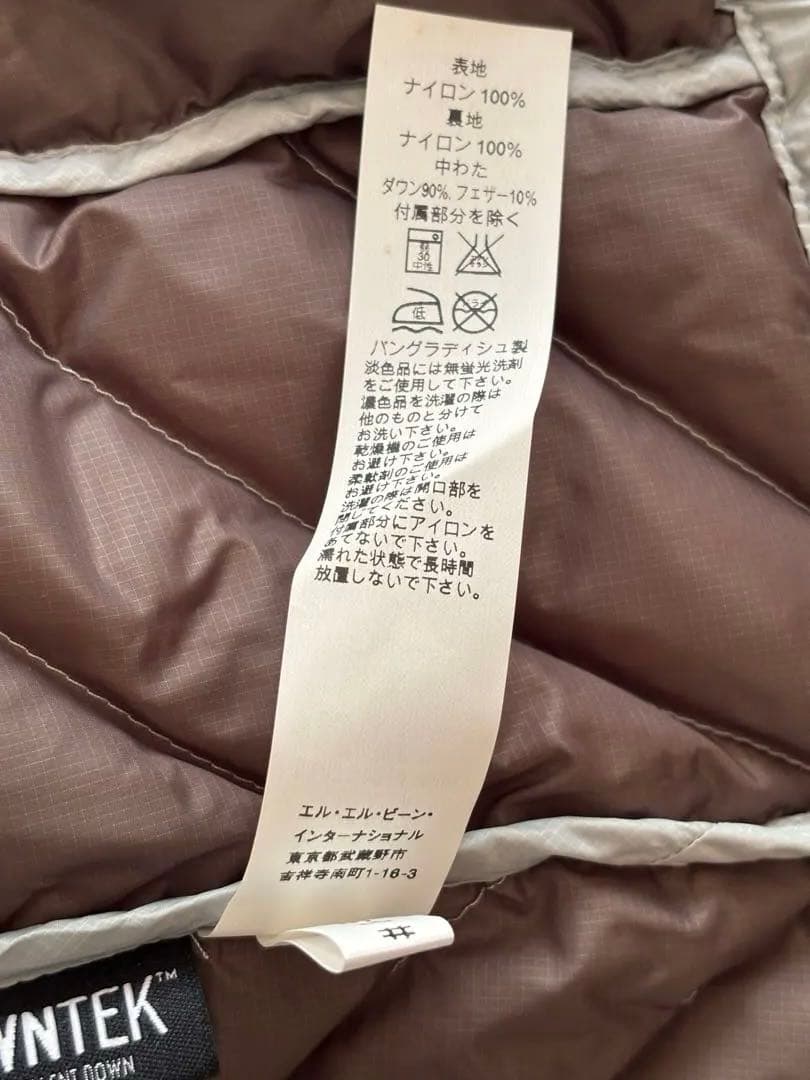 表地
ナイロン 100%
裏地
ナイロン 100%
中わた
ダウン90%, フェザー10%
付属部分を除く
弱
30
中性
低
バングラディシュ製
淡色品には無蛍光洗剤
をご使用して下さい。
濃色品を洗濯の際は
他のものと分けて
お洗い下さい。
乾燥機のご使用は
お避け下さい。
柔軟剤のご使用は
お避け下さい。
洗濯の際は開口部を
閉じてください。
付属部分にアイロンを
あてないで下さい。
濡れた状態で長時間
放置しないで下さい。
エル・エル・ビーン・
インターナショナル
東京都武蔵野市
吉祥寺南町1-16-3
WNTEK™
DOWN